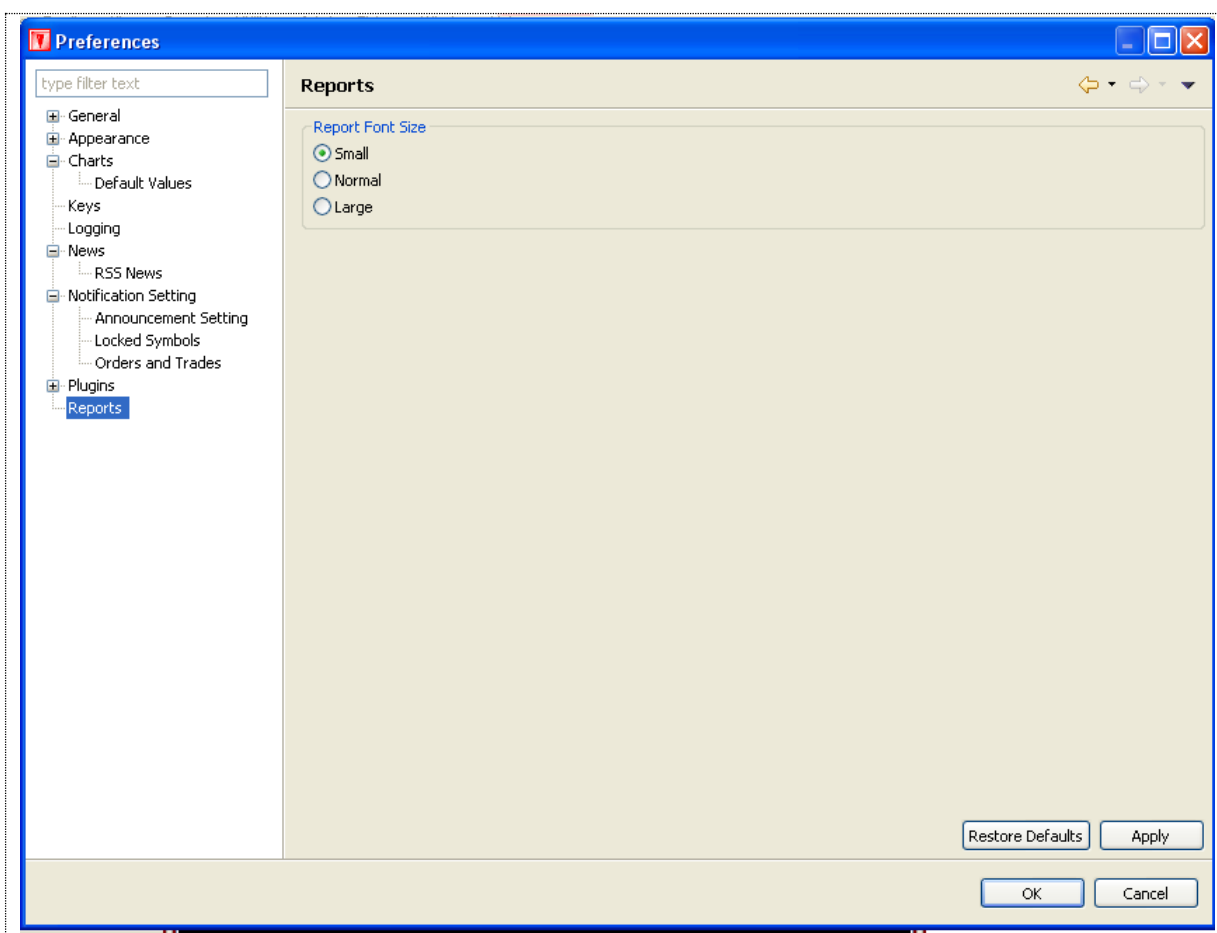 Preferences
type filter text
Reports
General
Appearance
Charts
Default Values
Keys
Logging
News
RSS News
Notification Setting
Announcement Setting
Locked Symbols
Orders and Trades
Plugins
Reports
Report Font Size
Small
Normal
Large
Restore Defaults
Apply
OK
Cancel